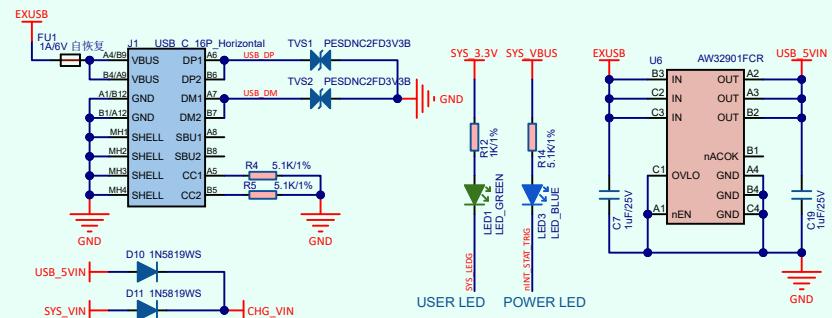 EXUSB
FU1
1A/6V 自恢复
J1
USB_C_16P_Horizontal
A4/B9
VBUS
DP1
A6
USB_DP
B4/A9
VBUS
DP2
B6
A1/B12
GND
DM1
A7
USB_DM
B1/A12
GND
DM2
B7
MH1
SHELL
SBU1
A8
MH2
SHELL
SBU2
B8
MH3
SHELL
CC1
A5
MH4
SHELL
CC2
B5
TVS1
PESDNC2FD3V3B
TVS2
PESDNC2FD3V3B
GND
R4
5.1K/1%
R5
5.1K/1%
GND
GND
D10 1N5819WS
USB_5VIN
D11 1N5819WS
SYS_VIN
CHG_VIN
SYS_3.3V
R12
1K/1%
LED1
LED_GREEN
SYS_LEDG
USER LED
SYS_VBUS
R14
5.1K/1%
LED3
LED_BLUE
nINT_STAT_TRIG
POWER LED
EXUSB
U6
AW32901FCR
USB_5VIN
B3
IN
OUT
A2
C2
IN
OUT
A3
C3
IN
OUT
B2
nACOK
B1
C1
OVLO
GND
A4
GND
B4
A1
nEN
GND
C4
C7
1uF/25V
C19
1uF/25V
GND